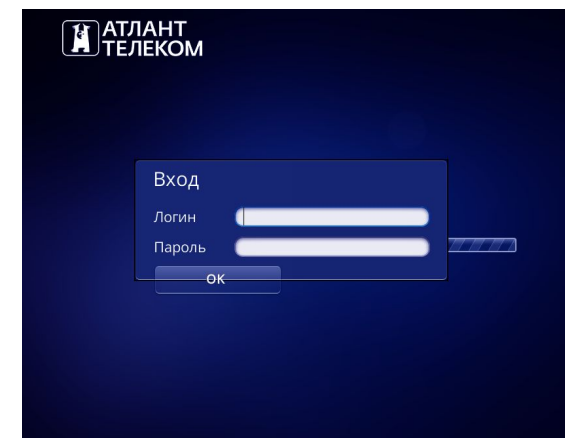 АТЛАНТ
ТЕЛЕКОМ
Вход
Логин
Пароль
ОК